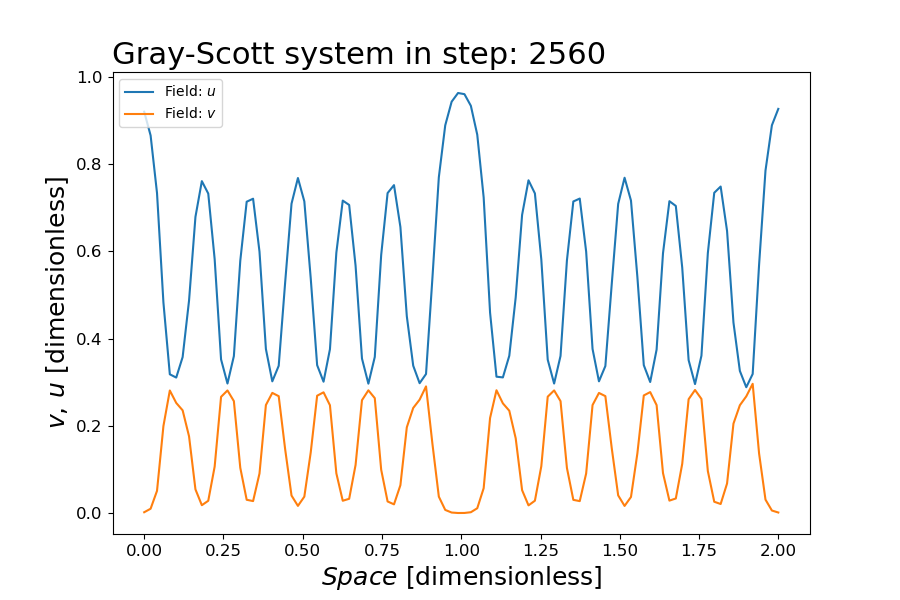 Gray-Scott system in step: 2560
Field: u
Field: v
v, u [dimensionless]
1.0
0.8
0.6
0.4
0.2
0.0
0.00 0.25 0.50 0.75 1.00 1.25 1.50 1.75 2.00
Space [dimensionless]